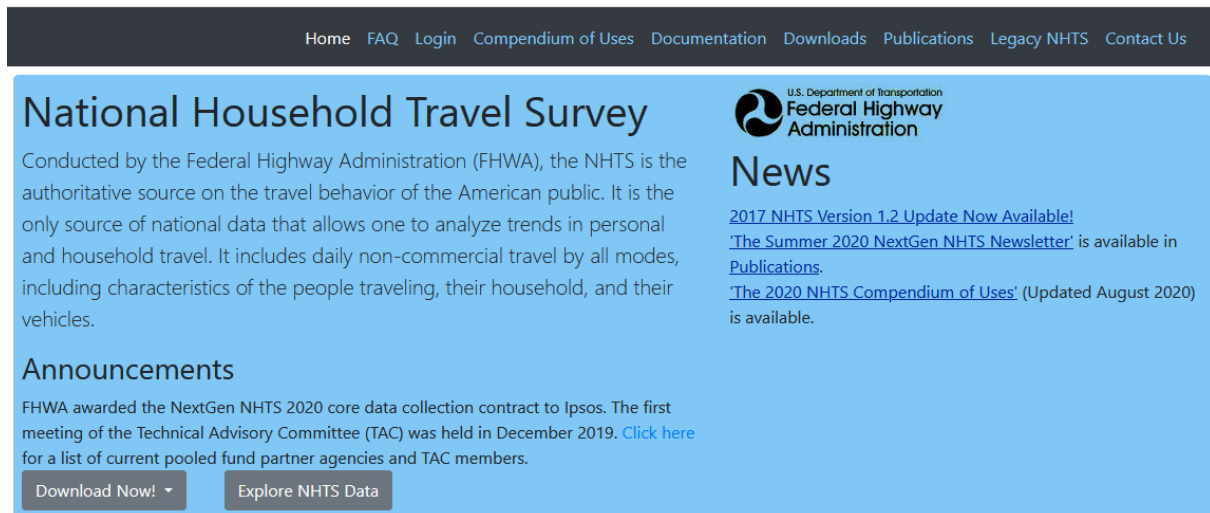 Home FAQ Login Compendium of Uses Documentation Downloads Publications Legacy NHTS Contact Us
National Household Travel Survey
Conducted by the Federal Highway Administration (FHWA), the NHTS is the
authoritative source on the travel behavior of the American public. It is the
only source of national data that allows one to analyze trends in personal
and household travel. It includes daily non-commercial travel by all modes,
including characteristics of the people traveling, their household, and their
vehicles.
Announcements
FHWA awarded the NextGen NHTS 2020 core data collection contract to Ipsos. The first
meeting of the Technical Advisory Committee (TAC) was held in December 2019. Click here
for a list of current pooled fund partner agencies and TAC members.
Download Now! Explore NHTS Data
U.S. Department of Transportation
Federal Highway
Administration
News
2017 NHTS Version 1.2 Update Now Available!
'The Summer 2020 NextGen NHTS Newsletter' is available in
Publications.
'The 2020 NHTS Compendium of Uses' (Updated August 2020)
is available.